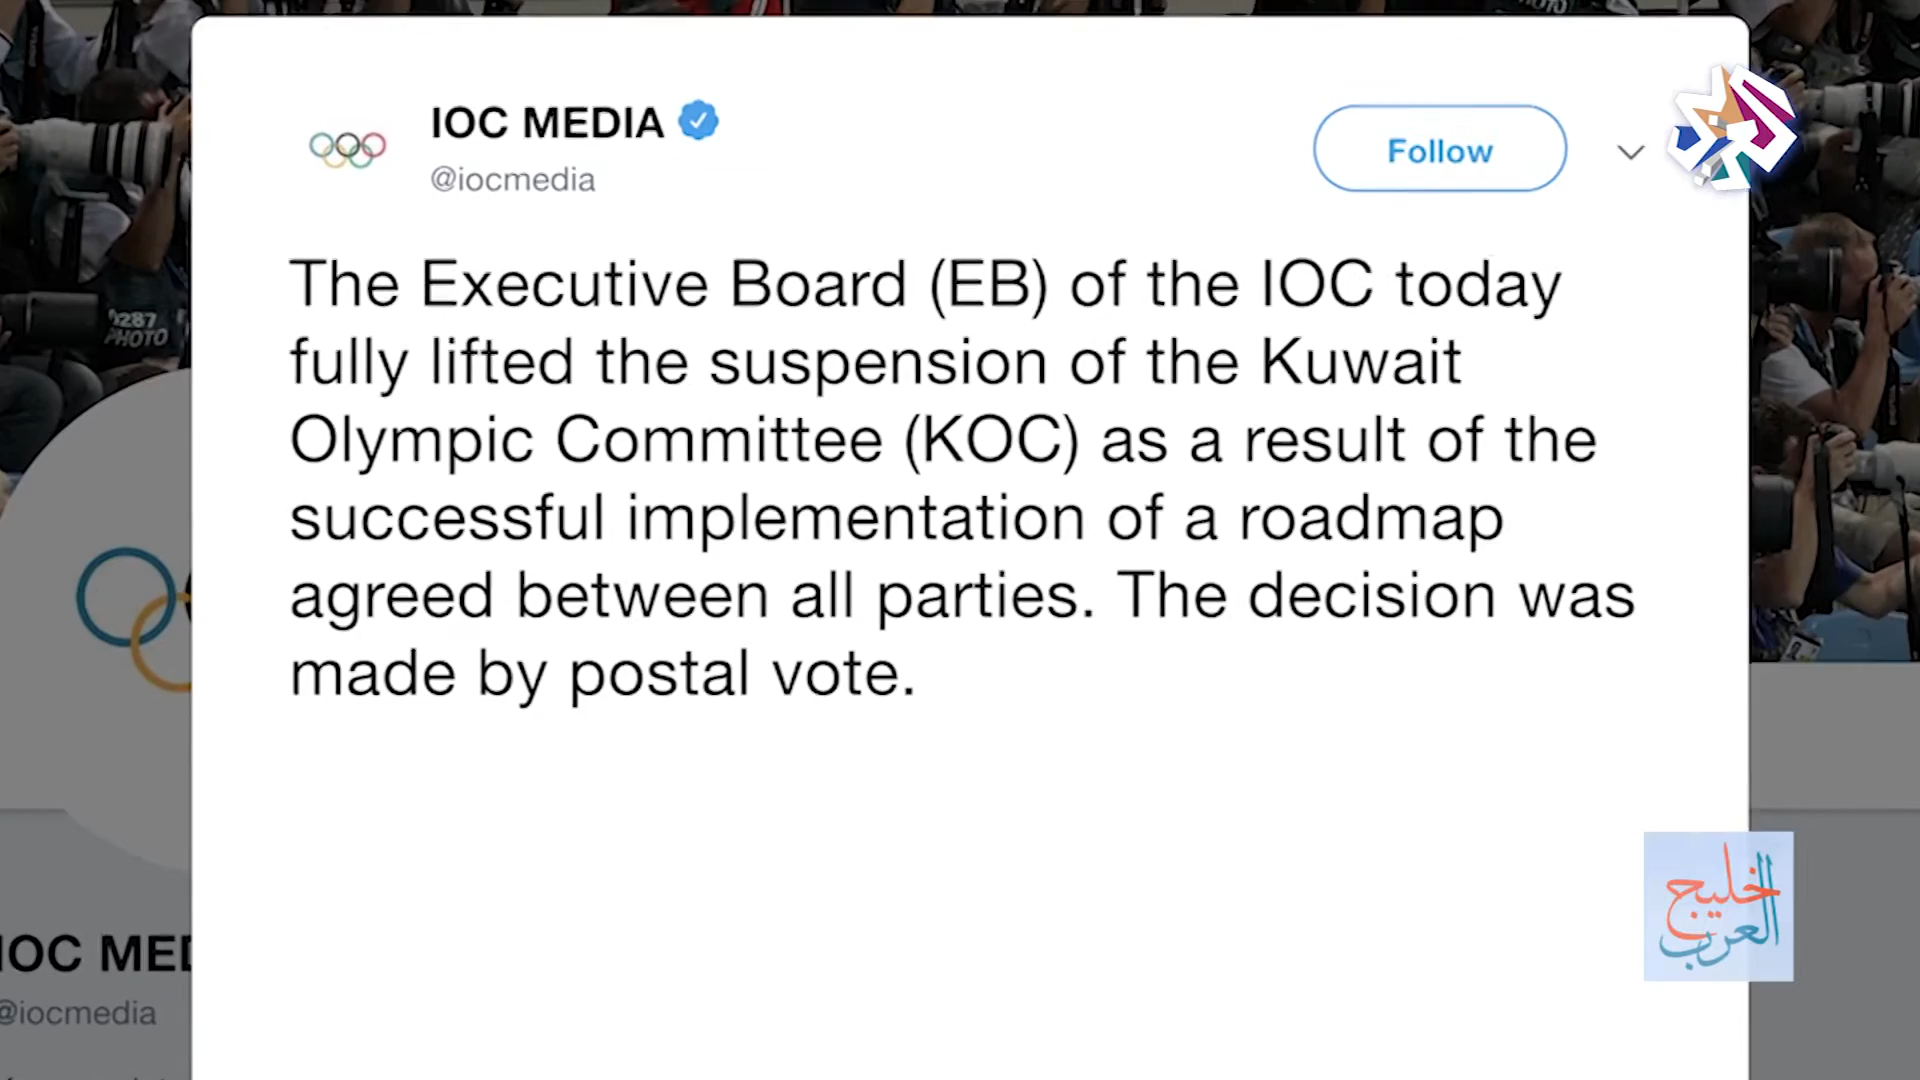 IOC MEDIA
@iocmedia
Follow
The Executive Board (EB) of the IOC today
fully lifted the suspension of the Kuwait
Olympic Committee (KOC) as a result of the
successful implementation of a roadmap
agreed between all parties. The decision was
made by postal vote.
PHOTO
خليج
العرب
IOC MED
@iocmedia